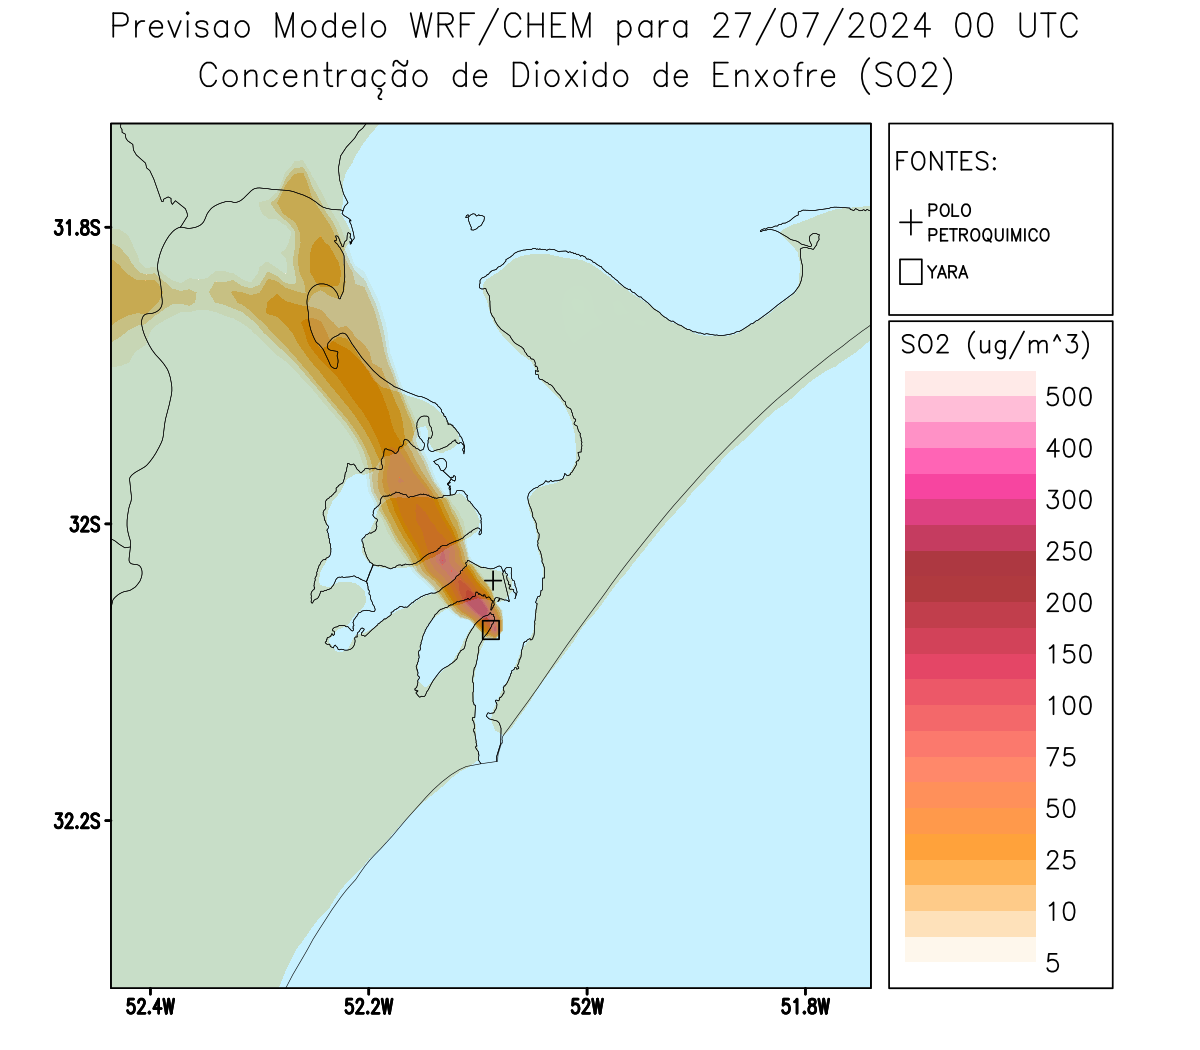 Previsao Modelo WRF/CHEM para 27/07/2024 00 UTC
Concentração de Dioxido de Enxofre (SO2)
FONTES:
POLO
PETROQUIMICO
YARA
SO2 (ug/m^3)
500
400
300
250
200
150
100
75
50
25
10
5
31.8S
32S
32.2S
52.4W
52.2W
52W
51.8W